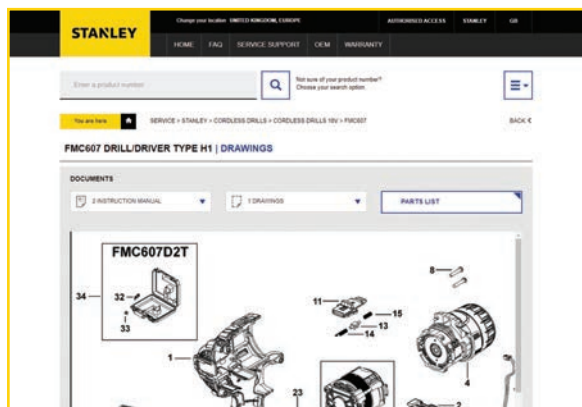 STANLEY
Change your location UNITED KINGDOM, EUROPE
AUTHORISED ACCESS STANLEY GB
HOME FAQ SERVICE SUPPORT OEM WARRANTY
Enter a product number
Not sure of your product number?
Choose your search option
You are here
SERVICE > STANLEY > CORDLESS DRILLS > CORDLESS DRILLS 18V > FMC607
BACK
FMC607 DRILL/DRIVER TYPE H1 | DRAWINGS
DOCUMENTS
2 INSTRUCTION MANUAL
1 DRAWINGS
PARTS LIST
FMC607D2T
8
34
32
11
15
33
13
14
1
4
23
2